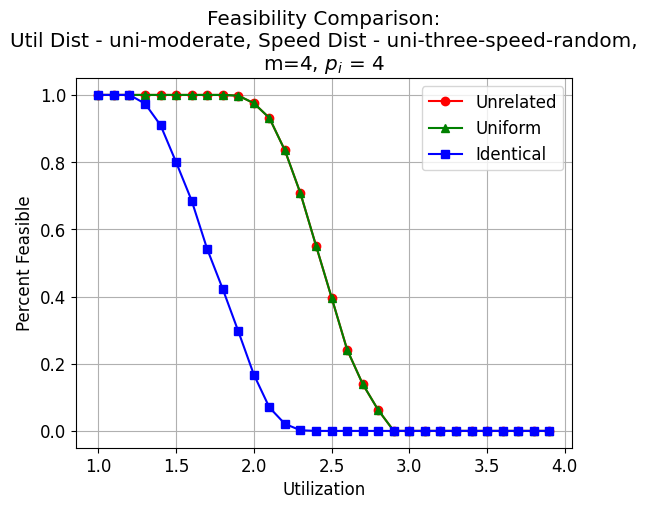 Feasibility Comparison:
Util Dist - uni-moderate, Speed Dist - uni-three-speed-random,
m=4, $p_i$ = 4
Unrelated
Uniform
Identical
Percent Feasible
1.0
0.8
0.6
0.4
0.2
0.0
1.0 1.5 2.0 2.5 3.0 3.5 4.0
Utilization